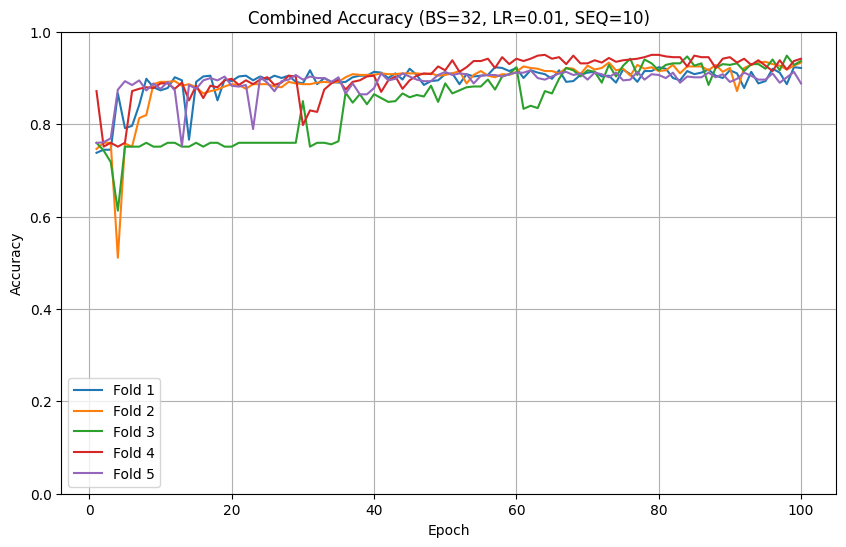 Combined Accuracy (BS=32, LR=0.01, SEQ=10)
Accuracy
1.0
0.8
0.6
0.4
0.2
0.0
Fold 1
Fold 2
Fold 3
Fold 4
Fold 5
0 20 40 60 80 100
Epoch